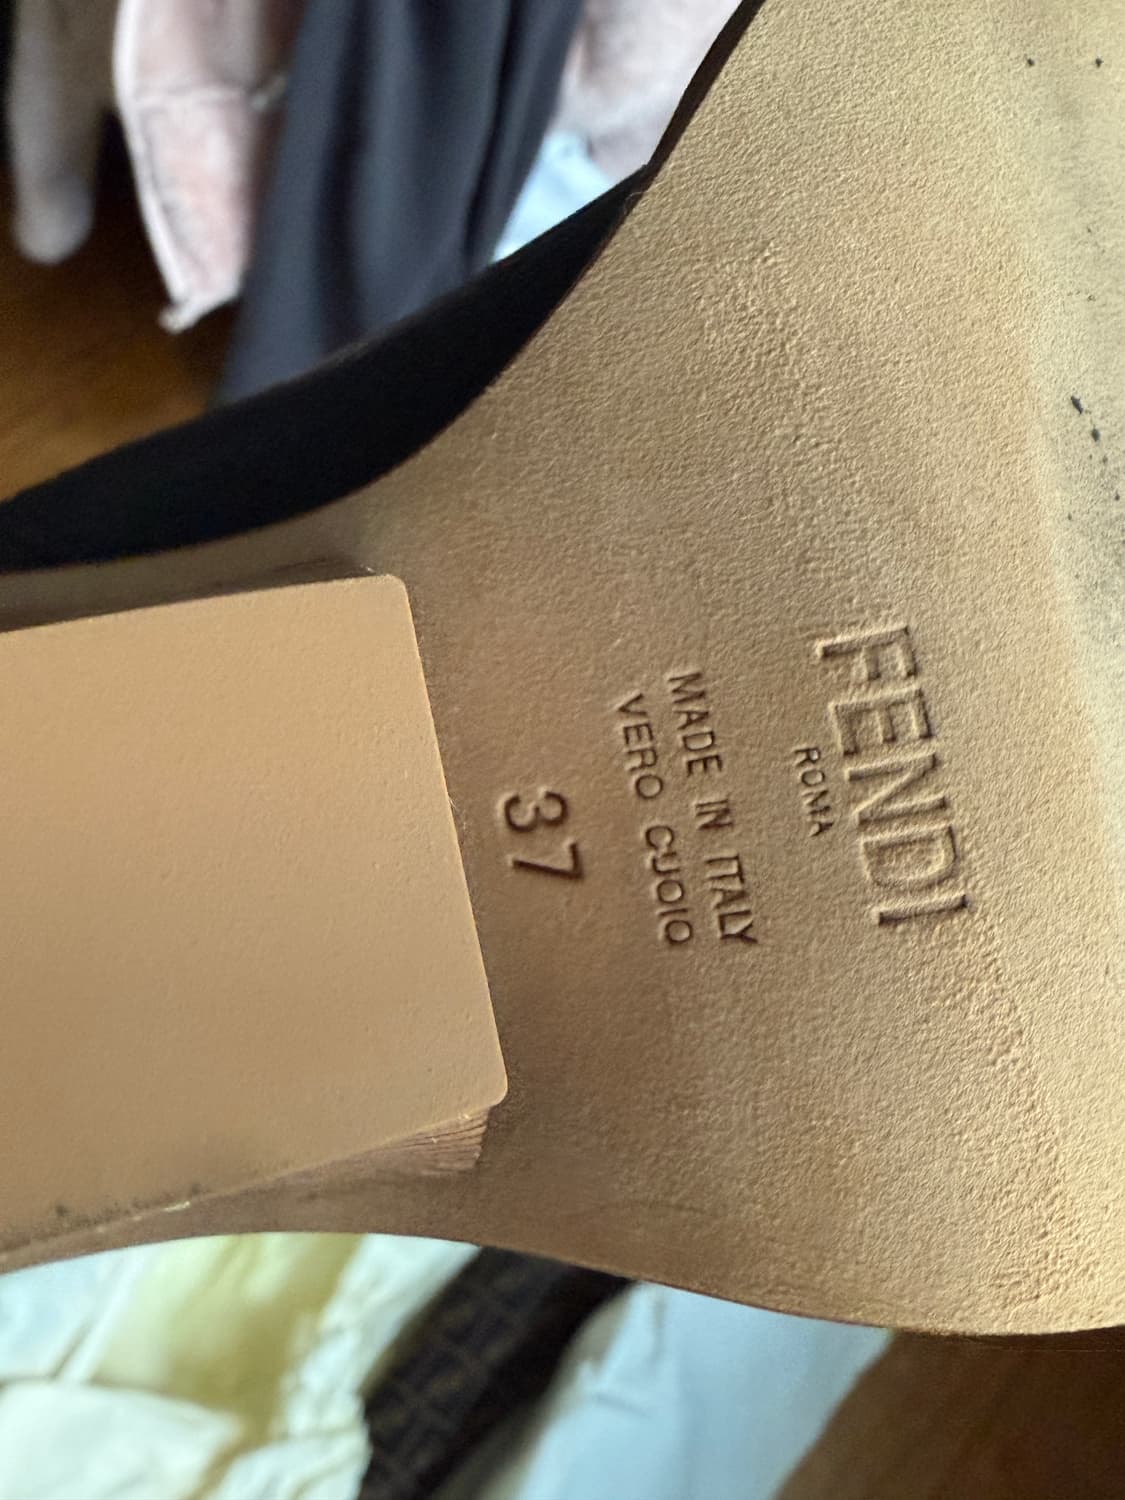 FENDI
ROMA
MADE IN ITALY
VERO CUOIO
37